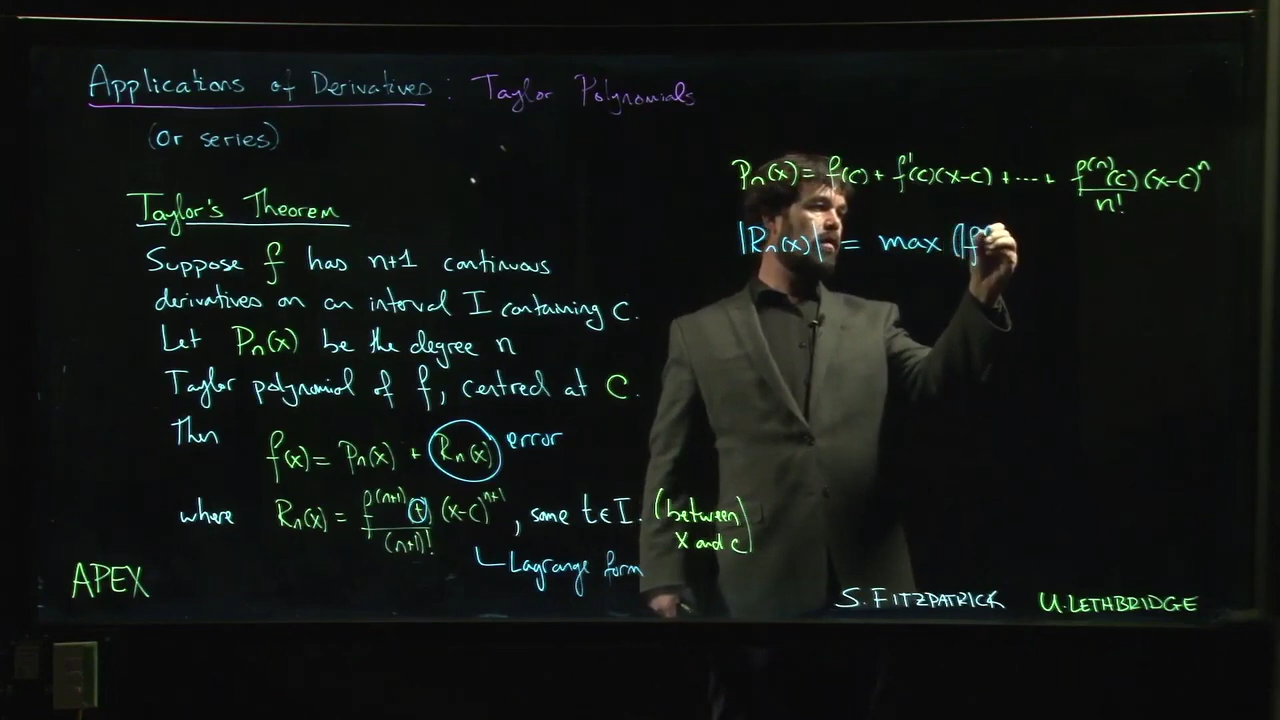 Applications of Derivatives : Taylor Polynomials
(Or series)
Taylor's Theorem
Suppose f has n+1 continuous
derivatives on an interval I containing c.
Let Pn(x) be the degree n
Taylor polynomial of f, centred at c.
Then
f(x) = Pn(x) + Rn(x) error
where Rn(x) = f^(n+1)(t)/(n+1)! (x-c)^n+1, some t ∈ I. (between x and c)
Lagrange form
APEX
Pn(x) = f(c) + f'(c)(x-c) + ... + f^(n)(c)/n! (x-c)^n
|Rn(x)| = max (|f
S. FITZPATRICK U. LETHBRIDGE